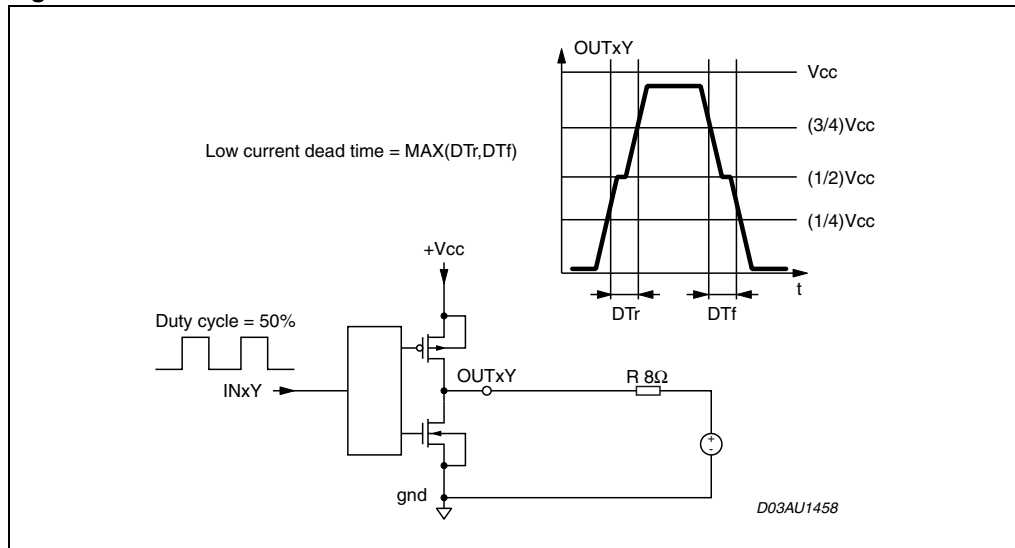 OUTxY
Vcc
(3/4)Vcc
Low current dead time = MAX(DTr,DTf)
(1/2)Vcc
(1/4)Vcc
t
DTr
DTf
+Vcc
Duty cycle = 50%
INxY
OUTxY
R 8Ω
+
-
gnd
D03AU1458